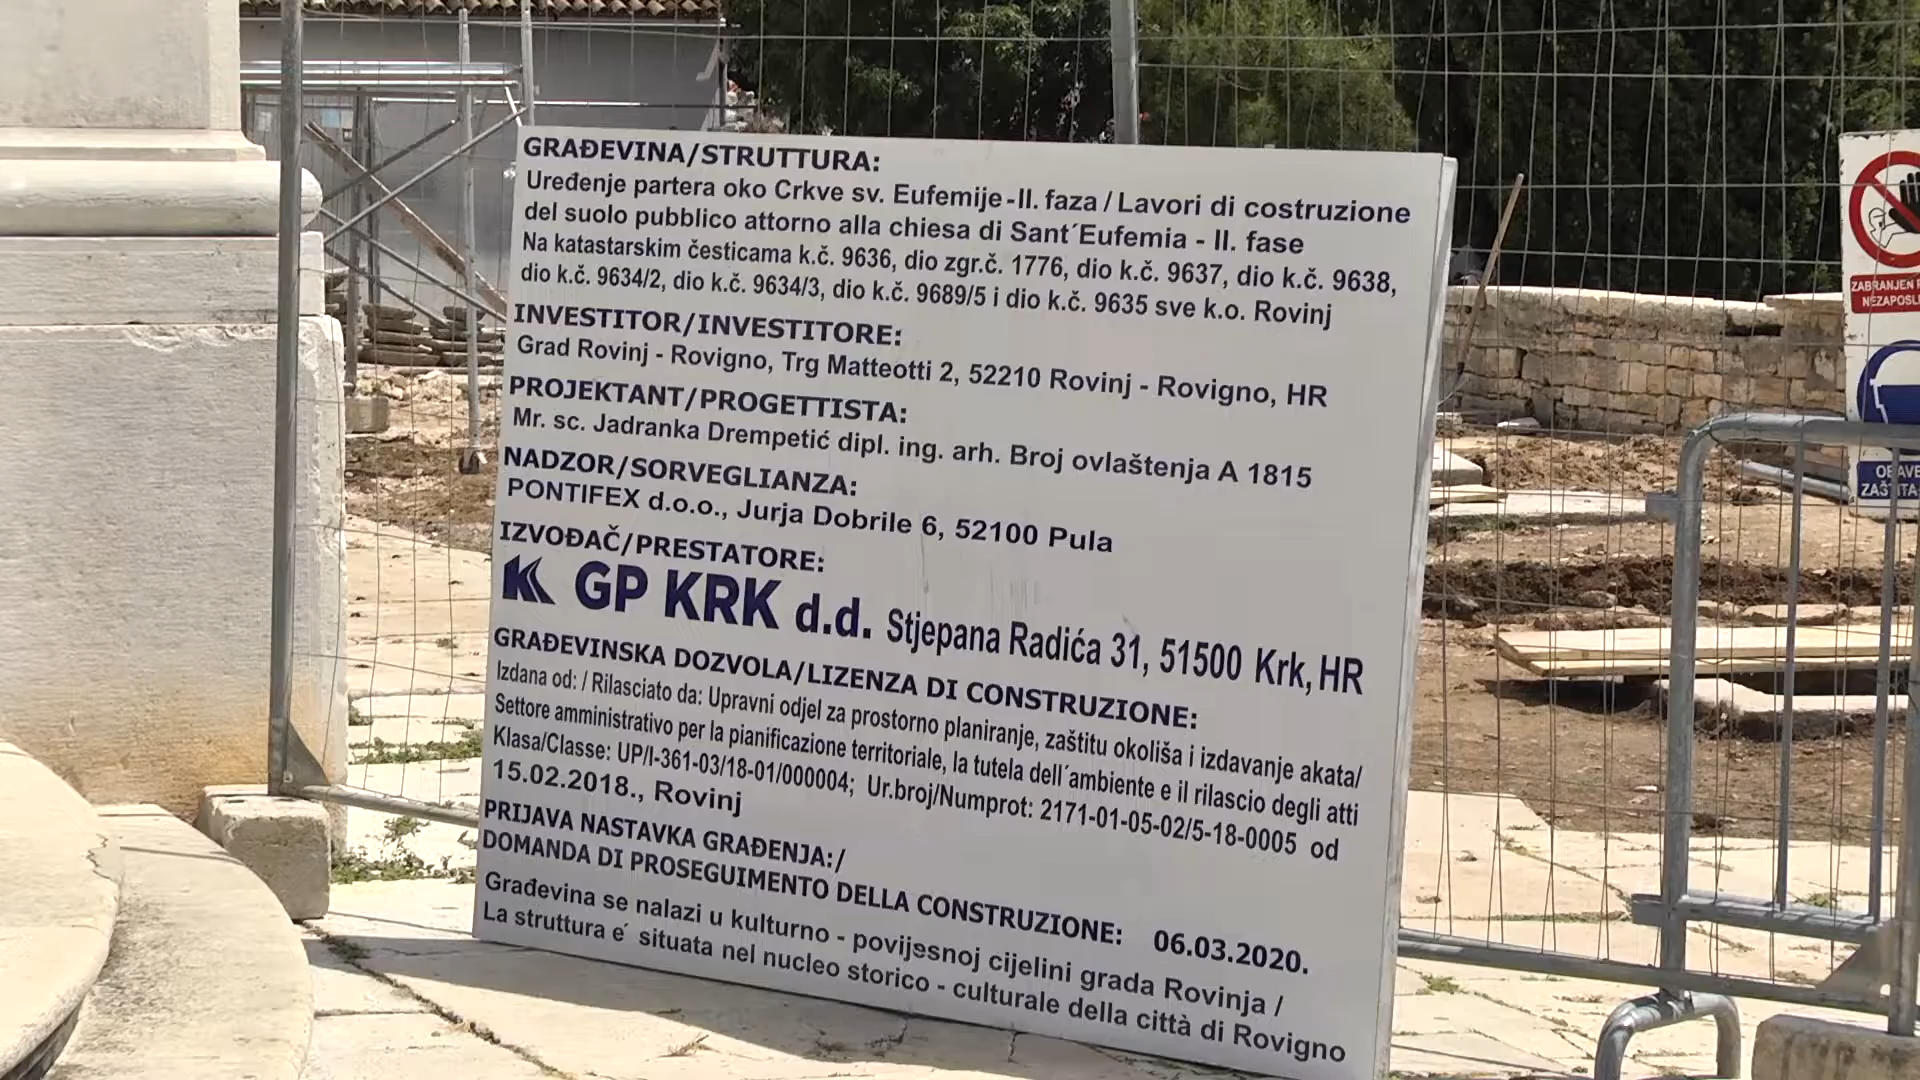 GRAĐEVINA/STRUTTURA:
Uređenje partera oko Crkve sv. Eufemije-II. faza / Lavori di costruzione
del suolo pubblico attorno alla chiesa di Sant´Eufemia - II. fase
Na katastarskim česticama k.č. 9636, dio zgr.č. 1776, dio k.č. 9637, dio k.č. 9638,
dio k.č. 9634/2, dio k.č. 9634/3, dio k.č. 9689/5 i dio k.č. 9635 sve k.o. Rovinj
INVESTITOR/INVESTITORE:
Grad Rovinj - Rovigno, Trg Matteotti 2, 52210 Rovinj - Rovigno, HR
PROJEKTANT/PROGETTISTA:
Mr. sc. Jadranka Drempetić dipl. ing. arh. Broj ovlaštenja A 1815
NADZOR/SORVEGLIANZA:
PONTIFEX d.o.o., Jurja Dobrile 6, 52100 Pula
IZVOĐAČ/PRESTATORE:
GP KRK d.d. Stjepana Radića 31, 51500 Krk, HR
GRAĐEVINSKA DOZVOLA/LIZENZA DI CONSTRUZIONE:
Izdana od: / Rilasciato da: Upravni odjel za prostorno planiranje, zaštitu okoliša i izdavanje akata/
Settore amministrativo per la pianificazione territoriale, la tutela dell´ambiente e il rilascio degli atti
Klasa/Classe: UP/I-361-03/18-01/000004; Ur.broj/Numprot: 2171-01-05-02/5-18-0005 od
15.02.2018., Rovinj
PRIJAVA NASTAVKA GRAĐENJA:/
DOMANDA DI PROSEGUIMENTO DELLA CONSTRUZIONE: 06.03.2020.
Građevina se nalazi u kulturno - povijesnoj cijelini grada Rovinja /
La struttura e´ situata nel nucleo storico - culturale della città di Rovigno
ZABRANJEN